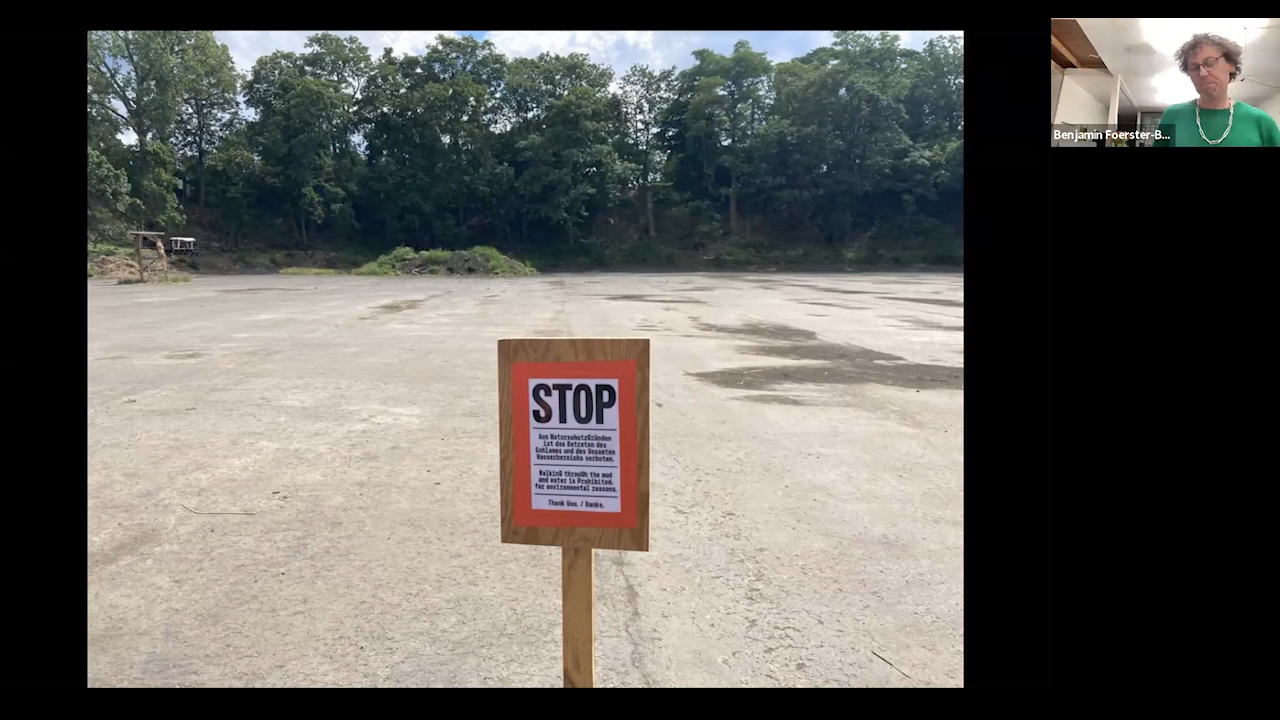 STOP
Aus Naturschutzgründen
ist das Betreten des
Schlammes und des Gesamten
Wasserbereichs verboten.
Walking through the mud
and water is Prohibited.
for environmental reasons.
Thank You. / Danke.
Benjamin Foerster-B...